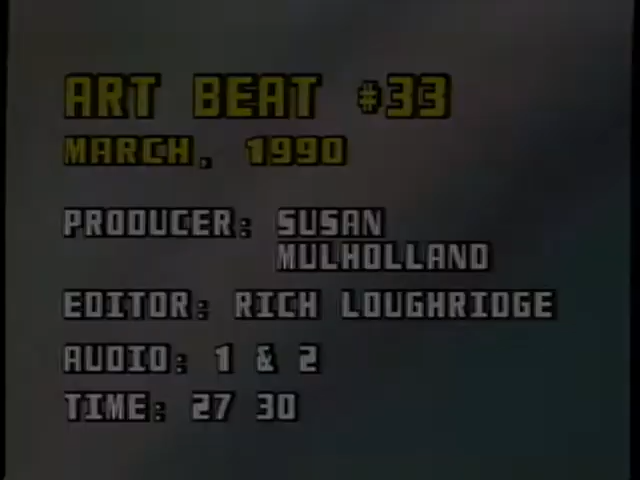 ART BEAT #33
MARCH, 1990
PRODUCER: SUSAN
MULHOLLAND
EDITOR: RICH LOUGHRIDGE
AUDIO: 1 & 2
TIME: 27 30